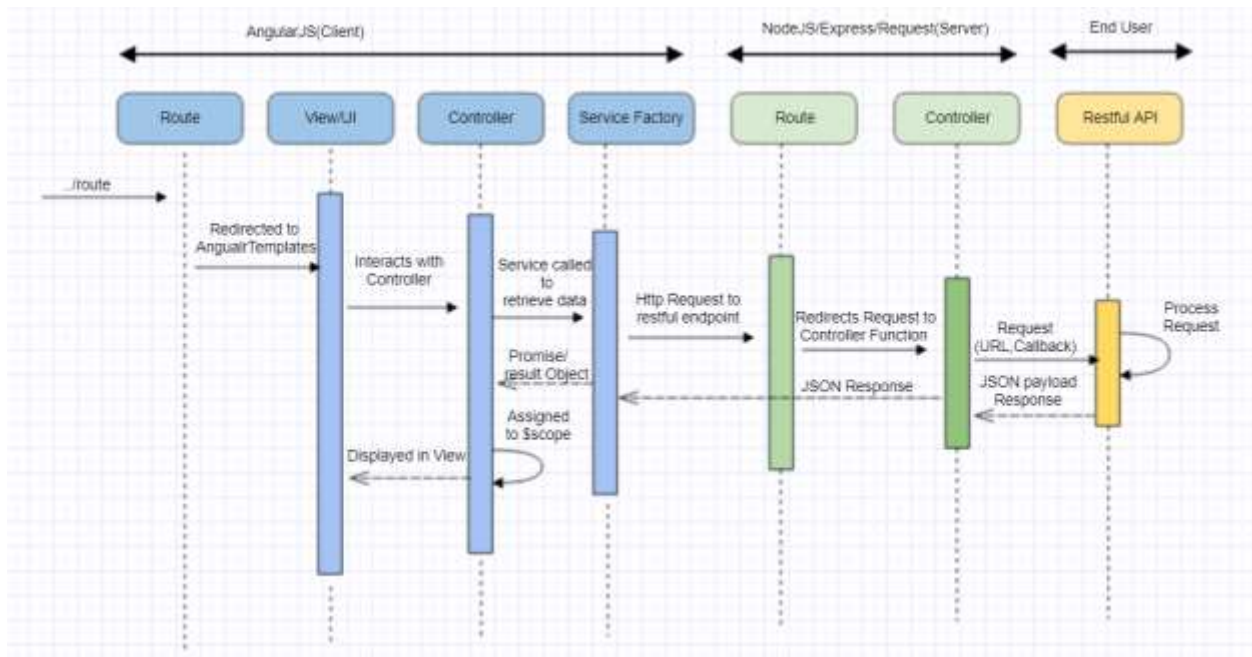 AngularJS(Client)
NodeJS/Express/Request(Server)
End User
Route
View/UI
Controller
Service Factory
Route
Controller
Restful API
../route
Redirected to
AngualrTemplates
Interacts with
Controller
Service called
to
retrieve data
Http Request to
restful endpoint
Redirects Request to
Controller Function
Request
(URL,Callback)
Process
Request
Promise/
result Object
JSON Response
JSON payload
Response
Assigned
to $scope
Displayed in View